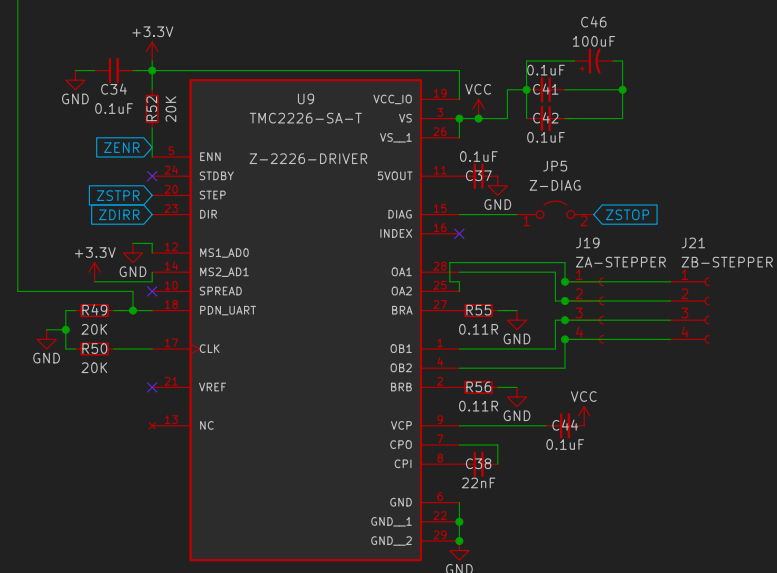 C46
100uF
+3.3V
C34
GND
0.1uF
R52
20K
U9
TMC2226-SA-T
Z-2226-DRIVER
VCC_IO 19
VS 3
VS__1 26
VCC
0.1uF
C41
C42
0.1uF
ZENR
5 ENN
24 STDBY
ZSTPR
20 STEP
ZDIRR
23 DIR
0.1uF
5VOUT 11
C37
GND
JP5
Z-DIAG
DIAG 15
1
2
ZSTOP
INDEX 16
+3.3V
GND
12 MS1_AD0
14 MS2_AD1
10 SPREAD
18 PDN_UART
R49
20K
GND
R50
20K
17 CLK
21 VREF
13 NC
J19
ZA-STEPPER
J21
ZB-STEPPER
OA1 28
OA2 25
1
2
3
4
1
2
3
4
BRA 27
R55
0.11R
GND
OB1 1
OB2 4
BRB 2
R56
0.11R
GND
VCC
VCP 9
C44
0.1uF
CPO 7
CPI 8
C38
22nF
GND 6
GND__1 22
GND__2 29
GND